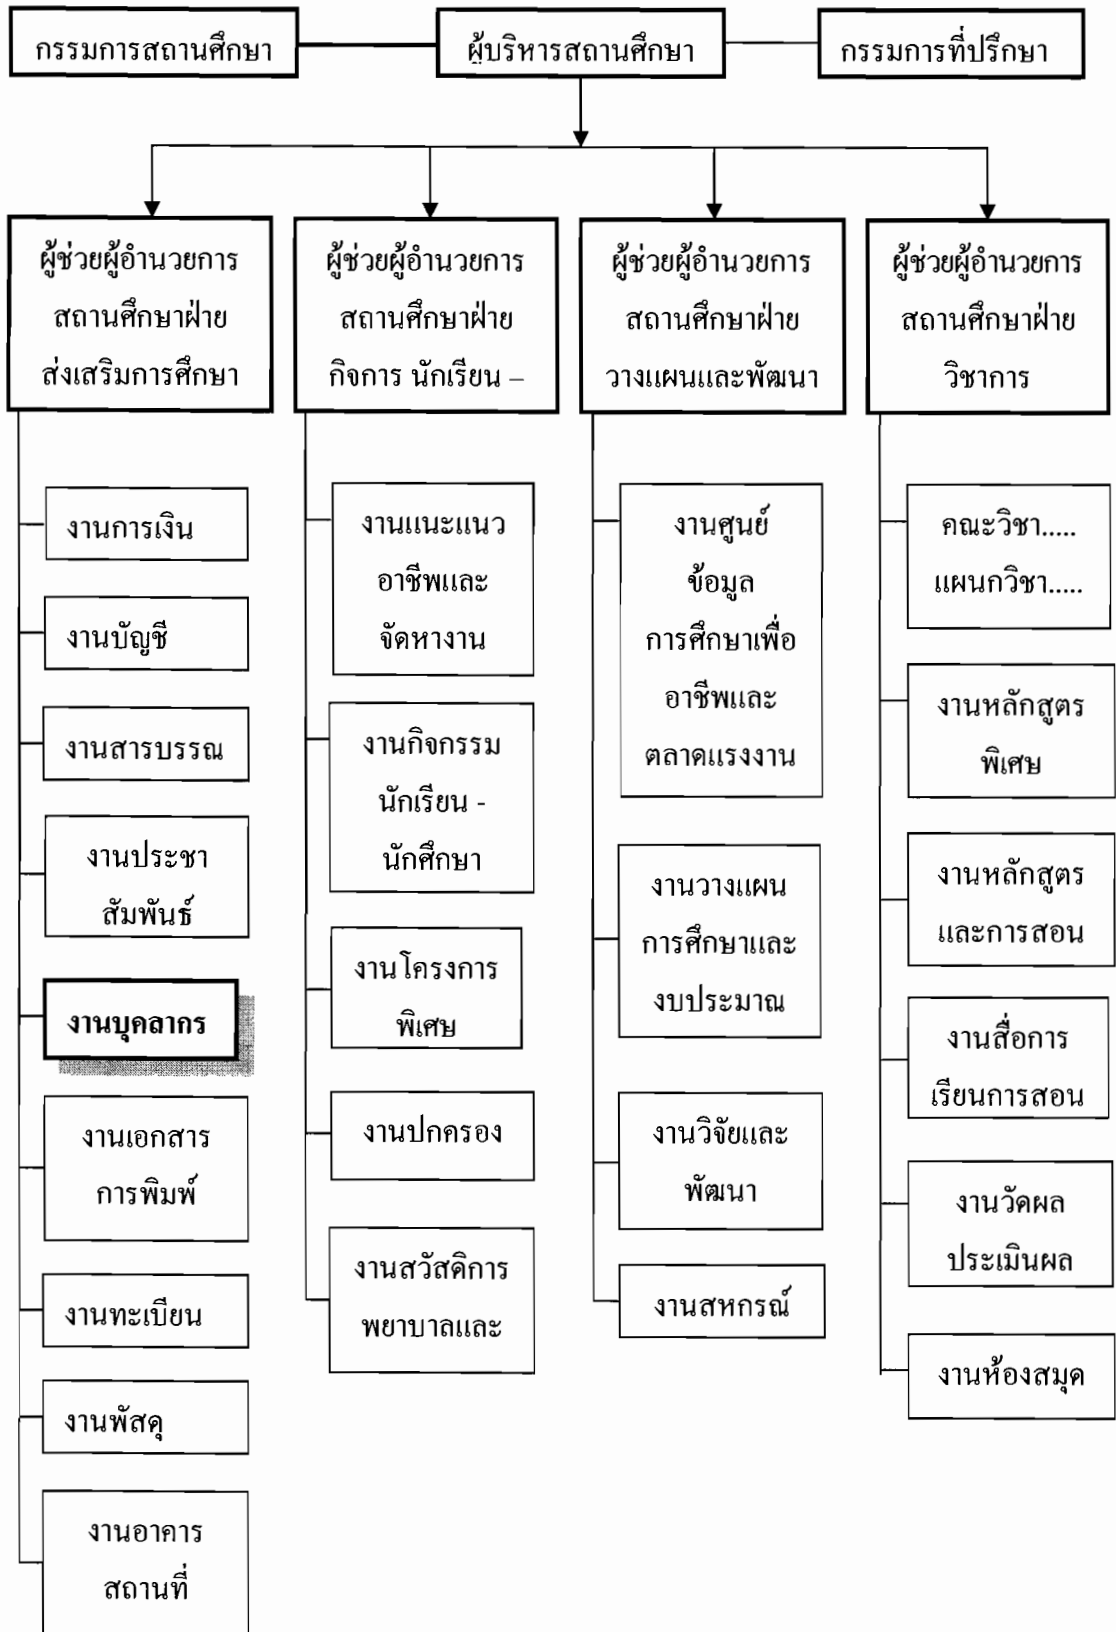 กรรมการสถานศึกษา
ผู้บริหารสถานศึกษา
กรรมการที่ปรึกษา
ผู้ช่วยผู้อำนวยการ
สถานศึกษาฝ่าย
ส่งเสริมการศึกษา
งานการเงิน
งานบัญชี
งานสารบรรณ
งานประชา
สัมพันธ์
งานบุคลากร
งานเอกสาร
การพิมพ์
งานทะเบียน
งานพัสดุ
งานอาคาร
สถานที่
ผู้ช่วยผู้อำนวยการ
สถานศึกษาฝ่าย
กิจการ นักเรียน –
งานแนะแนว
อาชีพและ
จัดหางาน
งานกิจกรรม
นักเรียน -
นักศึกษา
งานโครงการ
พิเศษ
งานปกครอง
งานสวัสดิการ
พยาบาลและ
ผู้ช่วยผู้อำนวยการ
สถานศึกษาฝ่าย
วางแผนและพัฒนา
งานศูนย์
ข้อมูล
การศึกษาเพื่อ
อาชีพและ
ตลาดแรงงาน
งานวางแผน
การศึกษาและ
งบประมาณ
งานวิจัยและ
พัฒนา
งานสหกรณ์
ผู้ช่วยผู้อำนวยการ
สถานศึกษาฝ่าย
วิชาการ
คณะวิชา.....
แผนกวิชา.....
งานหลักสูตร
พิเศษ
งานหลักสูตร
และการสอน
งานสื่อการ
เรียนการสอน
งานวัดผล
ประเมินผล
งานห้องสมุด